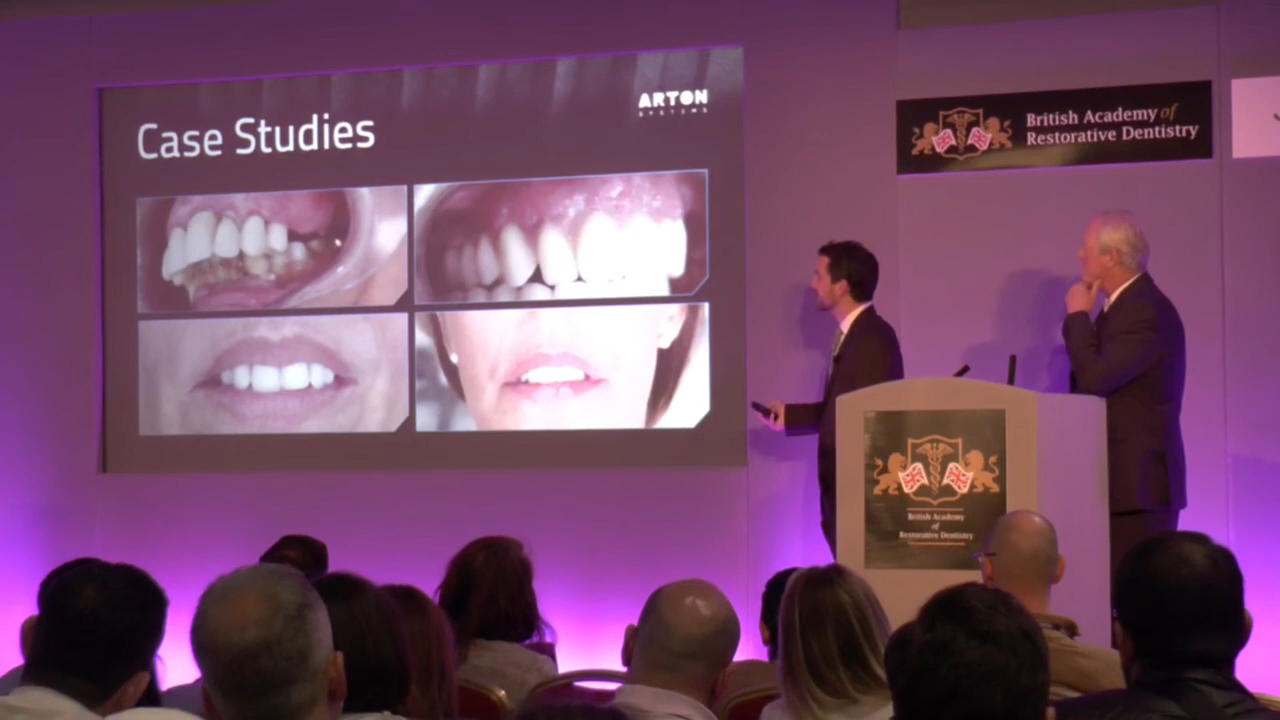 Case Studies
ARTON
SYSTEMS
British Academy of
Restorative Dentistry
British Academy
of
Restorative Dentistry